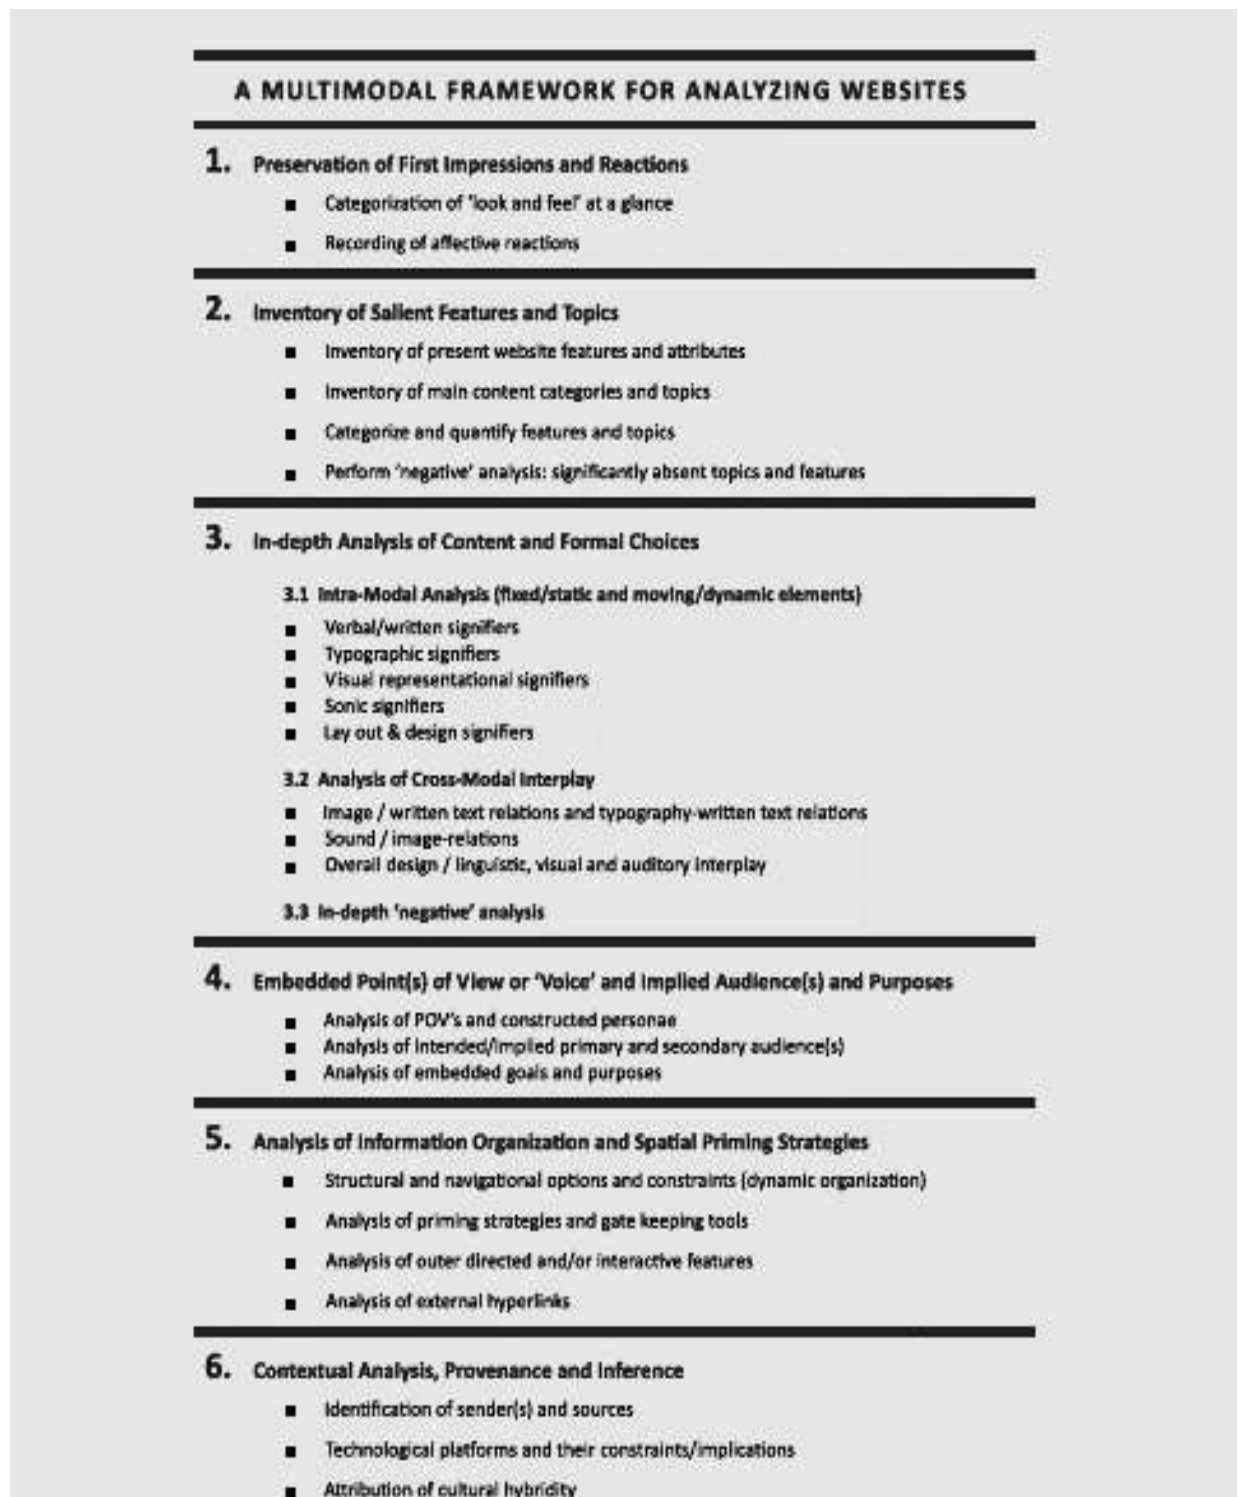 A MULTIMODAL FRAMEWORK FOR ANALYZING WEBSITES
1. Preservation of First Impressions and Reactions
■ Categorization of 'look and feel' at a glance
■ Recording of affective reactions
2. Inventory of Salient Features and Topics
■ Inventory of present website features and attributes
■ Inventory of main content categories and topics
■ Categorize and quantify features and topics
■ Perform 'negative' analysis: significantly absent topics and features
3. In-depth Analysis of Content and Formal Choices
3.1 Intra-Modal Analysis (fixed/static and moving/dynamic elements)
■ Verbal/written signifiers
■ Typographic signifiers
■ Visual representational signifiers
■ Sonic signifiers
■ Lay out & design signifiers
3.2 Analysis of Cross-Modal Interplay
■ Image / written text relations and typography-written text relations
■ Sound / image-relations
■ Overall design / linguistic, visual and auditory interplay
3.3 In-depth 'negative' analysis
4. Embedded Point(s) of View or 'Voice' and Implied Audience(s) and Purposes
■ Analysis of POV's and constructed personae
■ Analysis of intended/implied primary and secondary audience(s)
■ Analysis of embedded goals and purposes
5. Analysis of Information Organization and Spatial Priming Strategies
■ Structural and navigational options and constraints (dynamic organization)
■ Analysis of priming strategies and gate keeping tools
■ Analysis of outer directed and/or interactive features
■ Analysis of external hyperlinks
6. Contextual Analysis, Provenance and Inference
■ Identification of sender(s) and sources
■ Technological platforms and their constraints/implications
■ Attribution of cultural hybridity